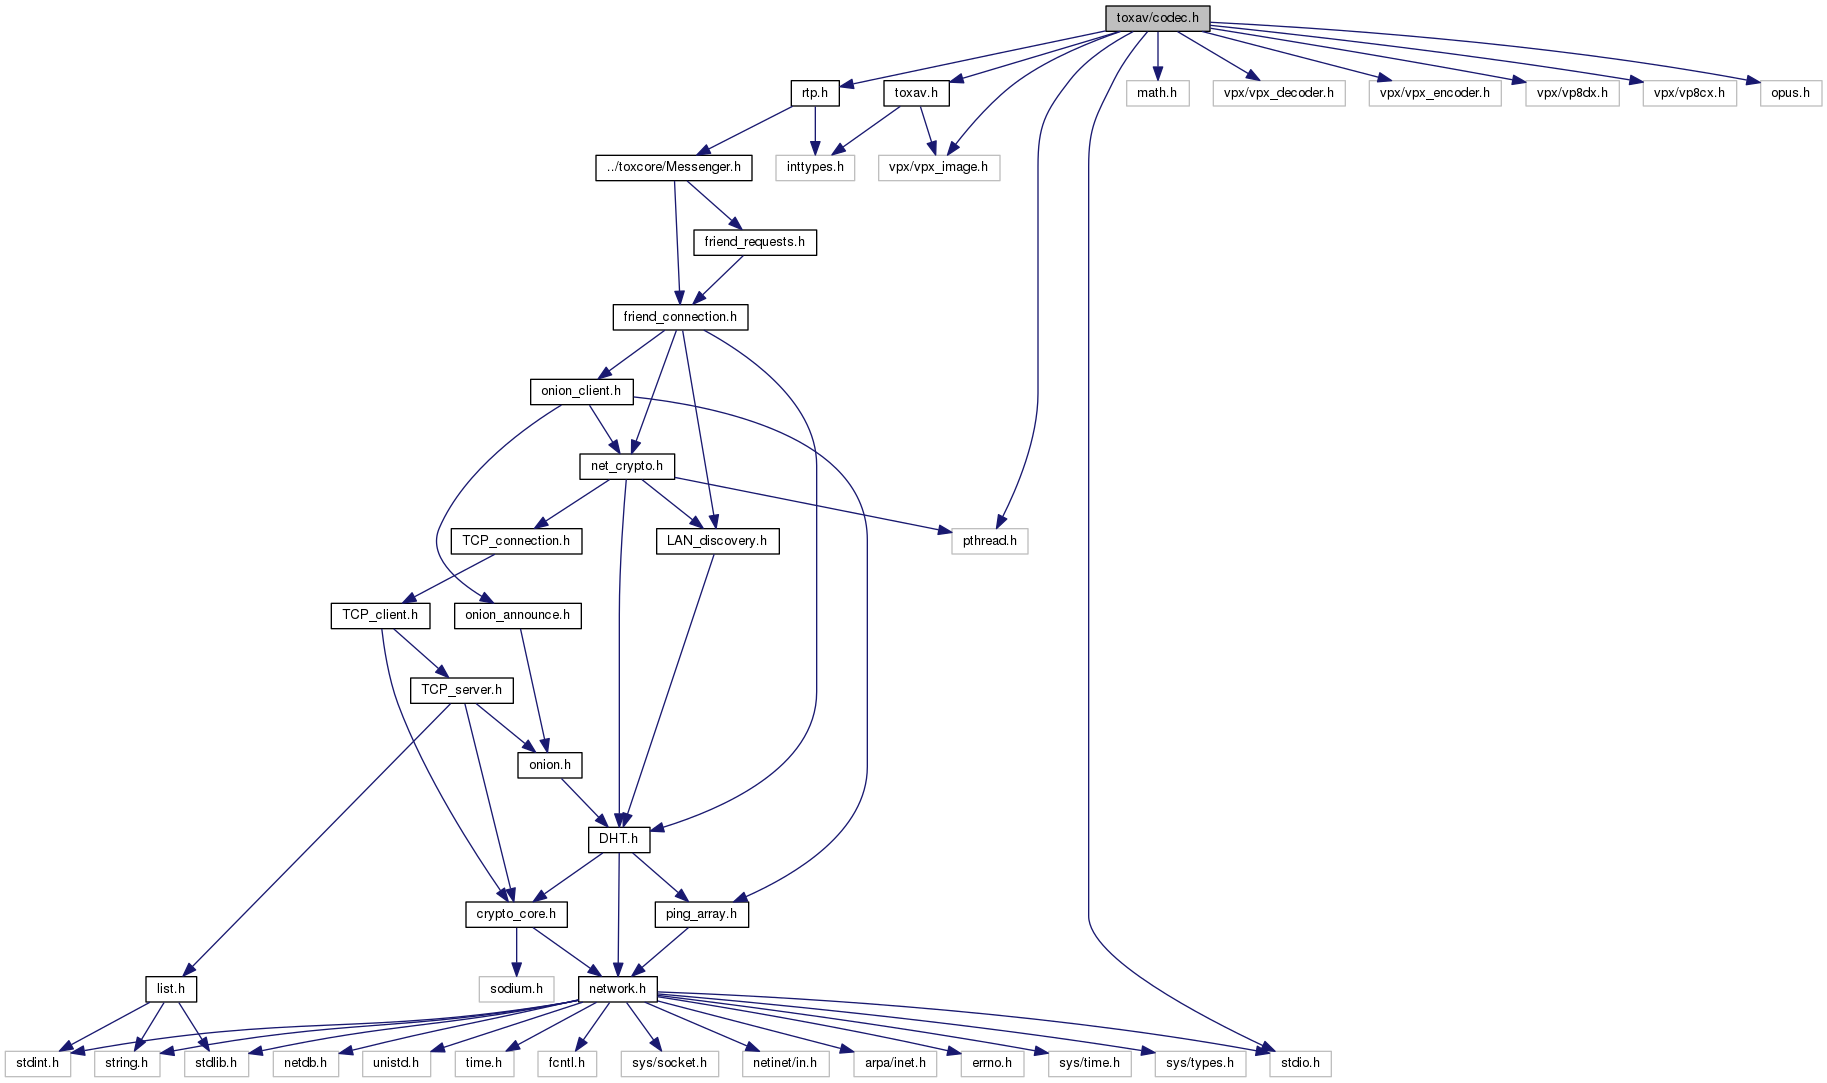 toxav/codec.h
rtp.h
toxav.h
math.h
vpx/vpx_decoder.h
vpx/vpx_encoder.h
vpx/vp8dx.h
vpx/vp8cx.h
opus.h
../toxcore/Messenger.h
inttypes.h
vpx/vpx_image.h
friend_requests.h
friend_connection.h
onion_client.h
net_crypto.h
TCP_connection.h
LAN_discovery.h
pthread.h
TCP_client.h
onion_announce.h
TCP_server.h
onion.h
DHT.h
crypto_core.h
ping_array.h
list.h
sodium.h
network.h
stdint.h
string.h
stdlib.h
netdb.h
unistd.h
time.h
fcntl.h
sys/socket.h
netinet/in.h
arpa/inet.h
errno.h
sys/time.h
sys/types.h
stdio.h